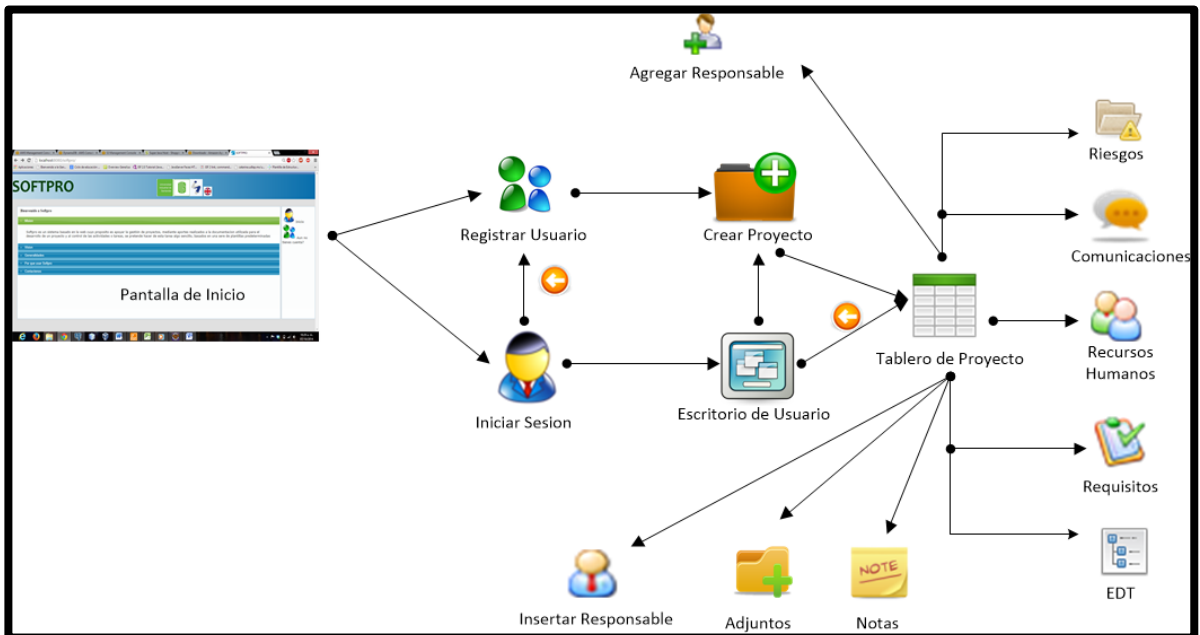 Agregar Responsable
Riesgos
SOFTPRO
Registrar Usuario
Crear Proyecto
Comunicaciones
Pantalla de Inicio
Tablero de Proyecto
Recursos
Humanos
Iniciar Sesion
Escritorio de Usuario
Requisitos
NOTE
EDT
Insertar Responsable
Adjuntos
Notas